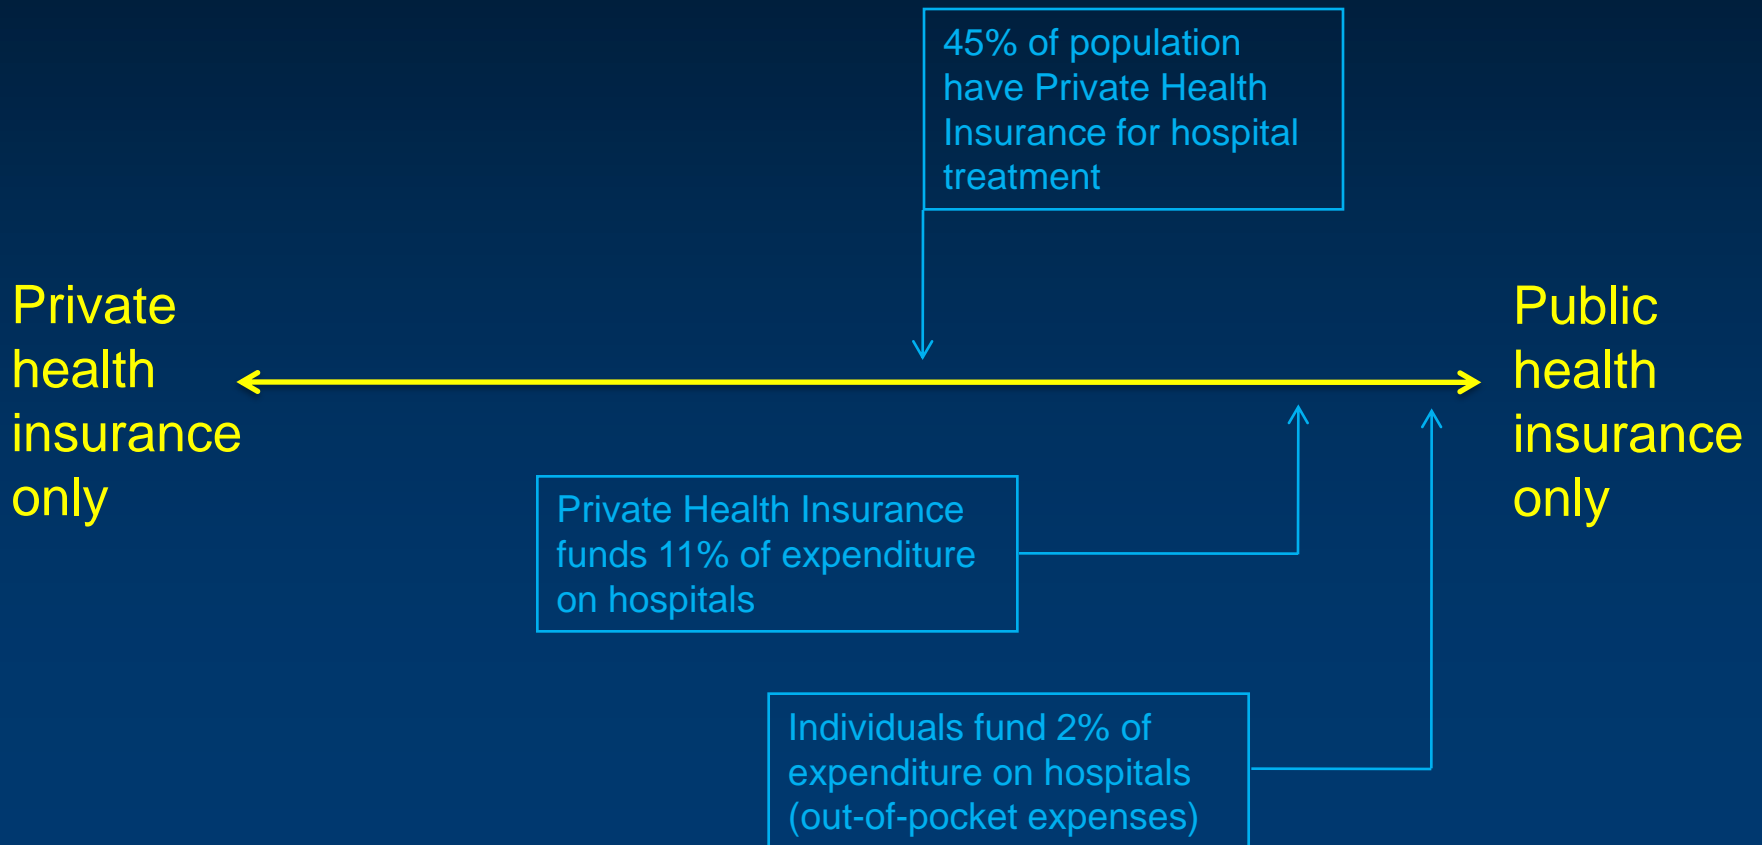 45% of population
have Private Health
Insurance for hospital
treatment
Private
health
insurance
only
Public
health
insurance
only
Private Health Insurance
funds 11% of expenditure
on hospitals
Individuals fund 2% of
expenditure on hospitals
(out-of-pocket expenses)